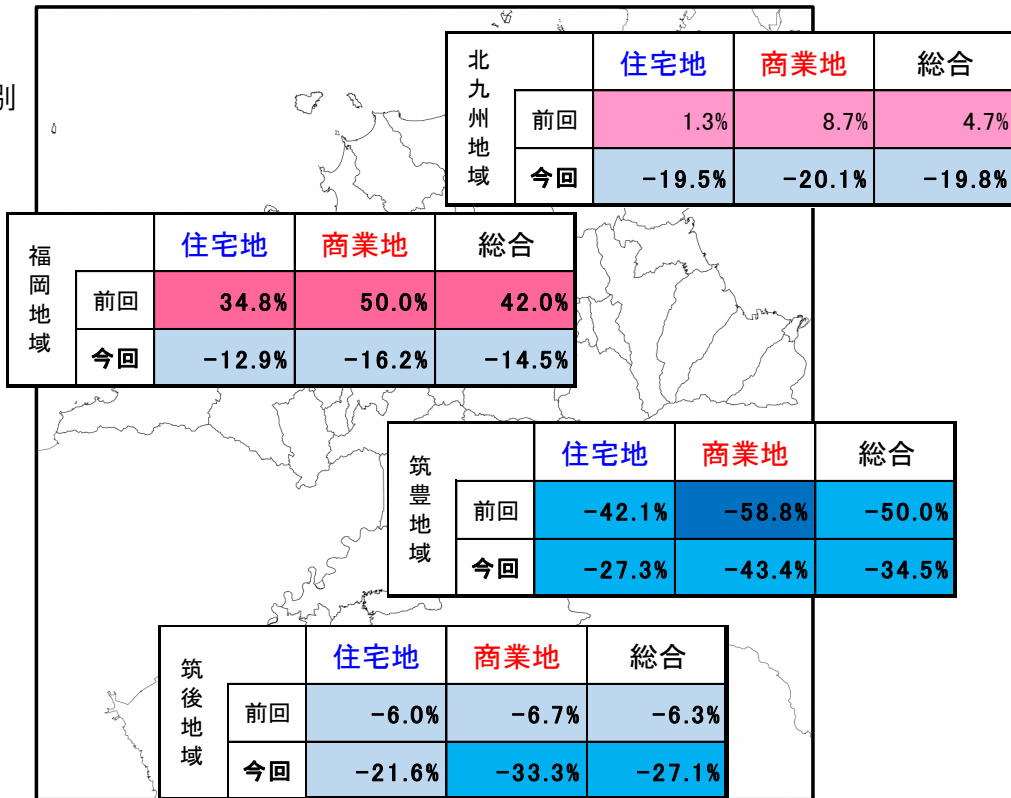 別
北九州地域
住宅地 商業地 総合
前回 1.3% 8.7% 4.7%
今回 -19.5% -20.1% -19.8%
福岡地域
住宅地 商業地 総合
前回 34.8% 50.0% 42.0%
今回 -12.9% -16.2% -14.5%
筑豊地域
住宅地 商業地 総合
前回 -42.1% -58.8% -50.0%
今回 -27.3% -43.4% -34.5%
筑後地域
住宅地 商業地 総合
前回 -6.0% -6.7% -6.3%
今回 -21.6% -33.3% -27.1%